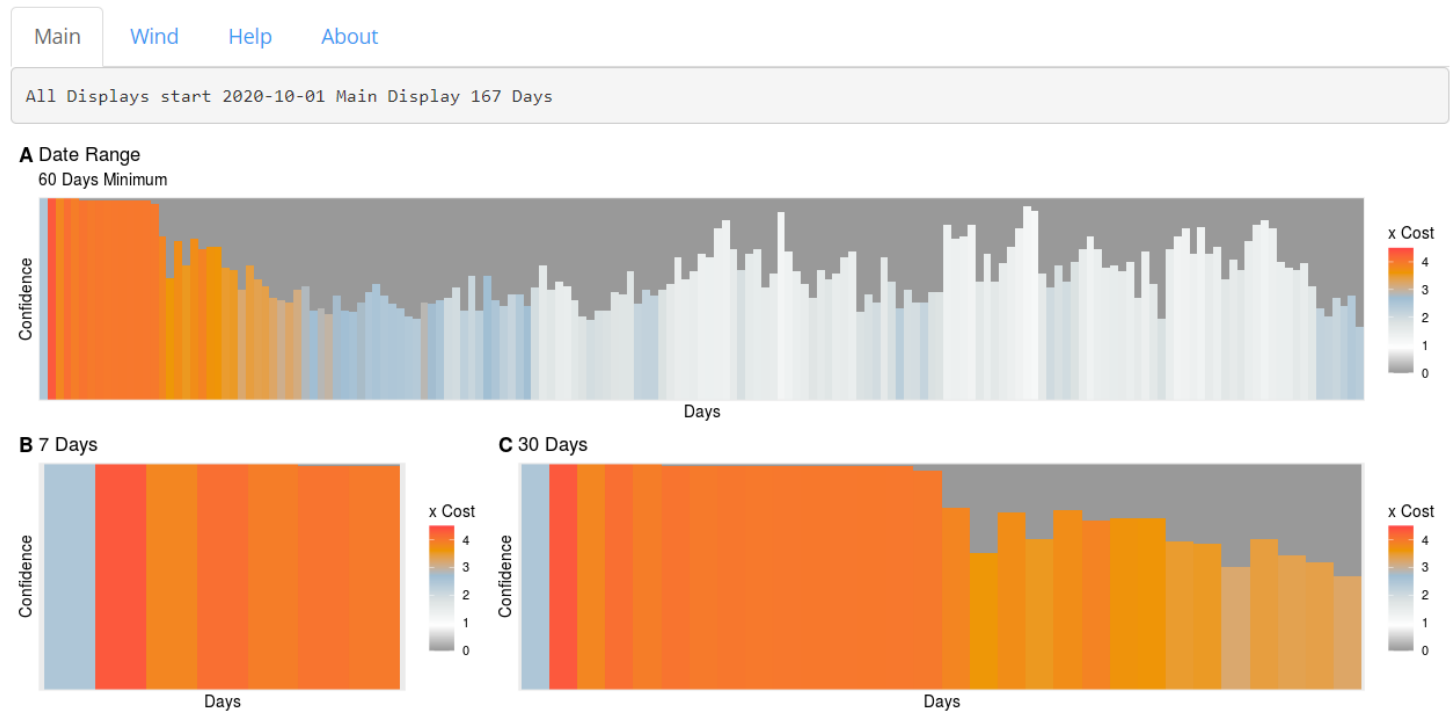 Main Wind Help About
All Displays start 2020-10-01 Main Display 167 Days
A Date Range
60 Days Minimum
Confidence
Days
x Cost
4
3
2
1
0
B 7 Days
Confidence
Days
x Cost
4
3
2
1
0
C 30 Days
Confidence
Days
x Cost
4
3
2
1
0